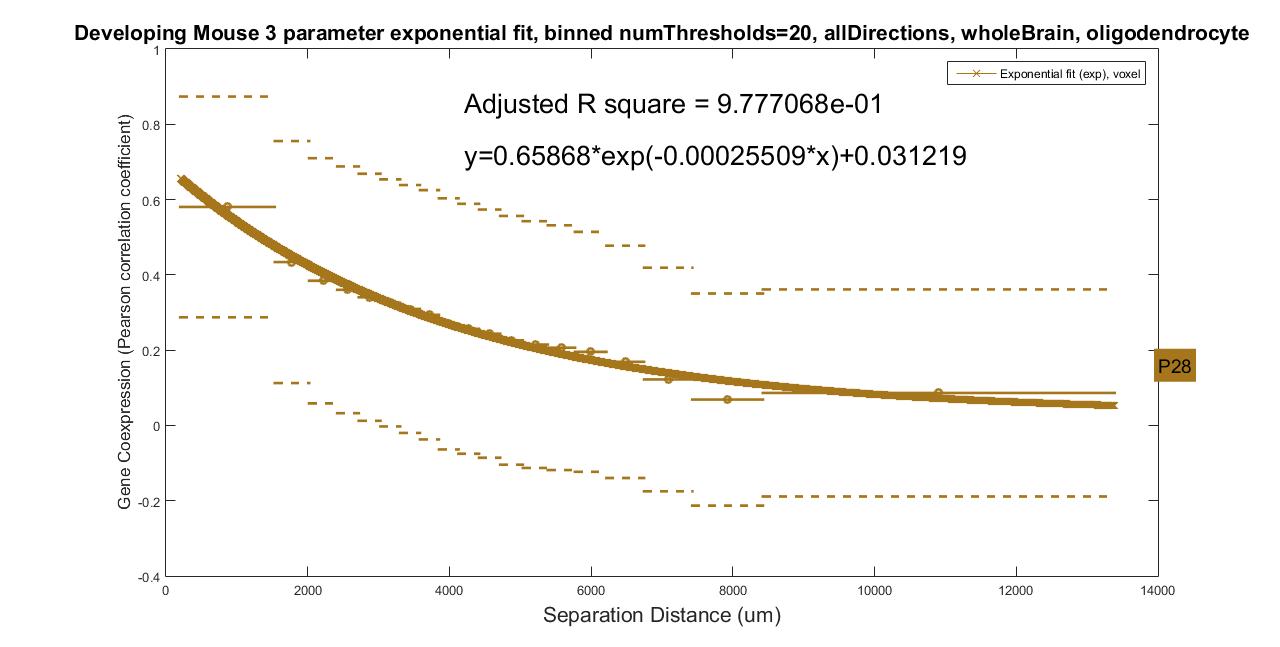 Developing Mouse 3 parameter exponential fit, binned numThresholds=20, allDirections, wholeBrain, oligodendrocyte
Exponential fit (exp), voxel
Adjusted R square = 9.777068e-01
y=0.65868*exp(-0.00025509*x)+0.031219
Gene Coexpression (Pearson correlation coefficient)
1
0.8
0.6
0.4
0.2
0
-0.2
-0.4
P28
0 2000 4000 6000 8000 10000 12000 14000
Separation Distance (um)